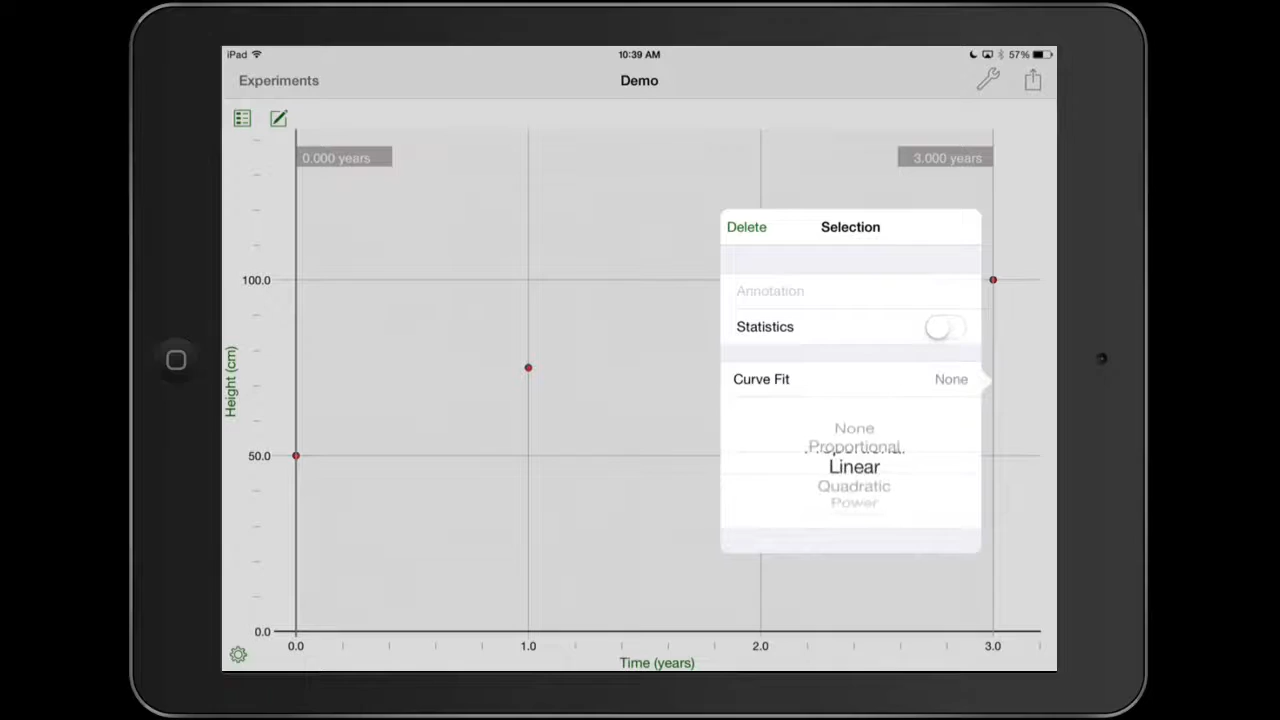 iPad 10:39 AM 57%
Experiments Demo
0.000 years 3.000 years
Delete Selection
Annotation
Statistics
Curve Fit None
None
Proportional
Linear
Quadratic
Power
100.0
50.0
0.0
Height (cm)
0.0 1.0 2.0 3.0
Time (years)